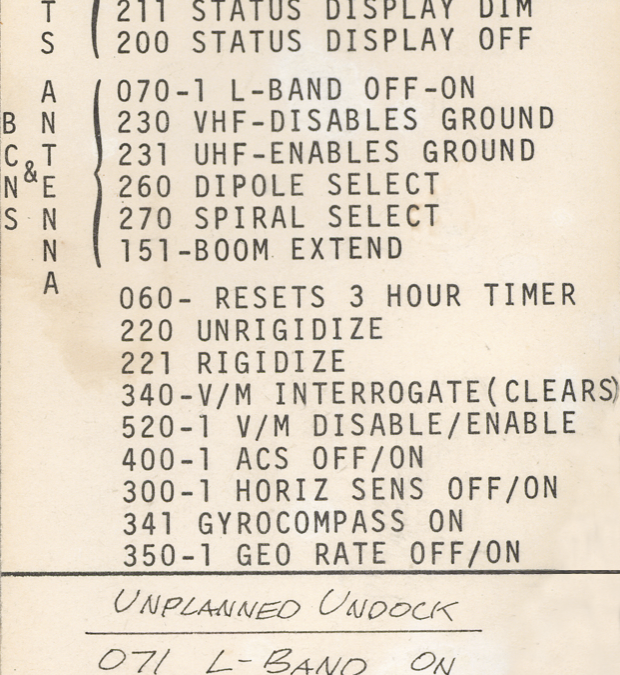 T 211 STATUS DISPLAY DIM
S 200 STATUS DISPLAY OFF
BCNS & ANTENNA
070-1 L-BAND OFF-ON
230 VHF-DISABLES GROUND
231 UHF-ENABLES GROUND
260 DIPOLE SELECT
270 SPIRAL SELECT
151-BOOM EXTEND
060- RESETS 3 HOUR TIMER
220 UNRIGIDIZE
221 RIGIDIZE
340-V/M INTERROGATE(CLEARS)
520-1 V/M DISABLE/ENABLE
400-1 ACS OFF/ON
300-1 HORIZ SENS OFF/ON
341 GYROCOMPASS ON
350-1 GEO RATE OFF/ON
UNPLANNED UNDOCK
071 L-BAND ON